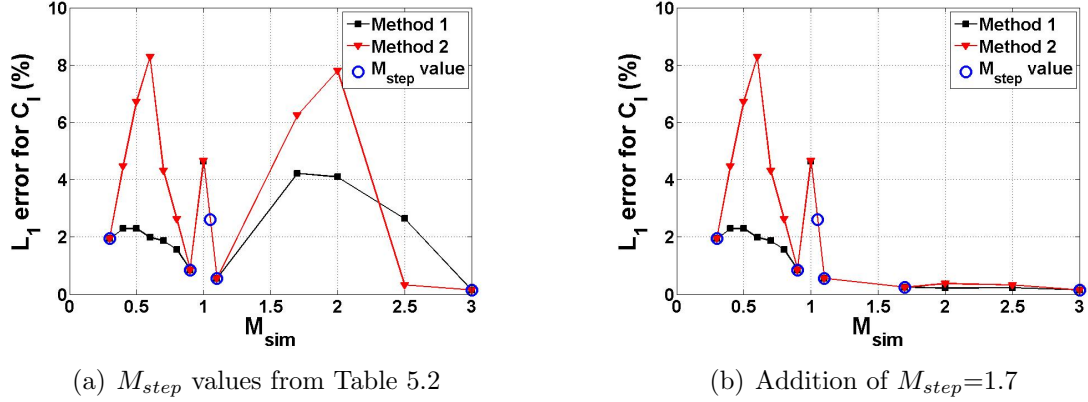 10
8
6
4
2
0
L1 error for Cl (%)
Method 1
Method 2
Mstep value
0 0.5 1 1.5 2 2.5 3
Msim
(a) Mstep values from Table 5.2
10
8
6
4
2
0
L1 error for Cl (%)
Method 1
Method 2
Mstep value
0 0.5 1 1.5 2 2.5 3
Msim
(b) Addition of Mstep=1.7